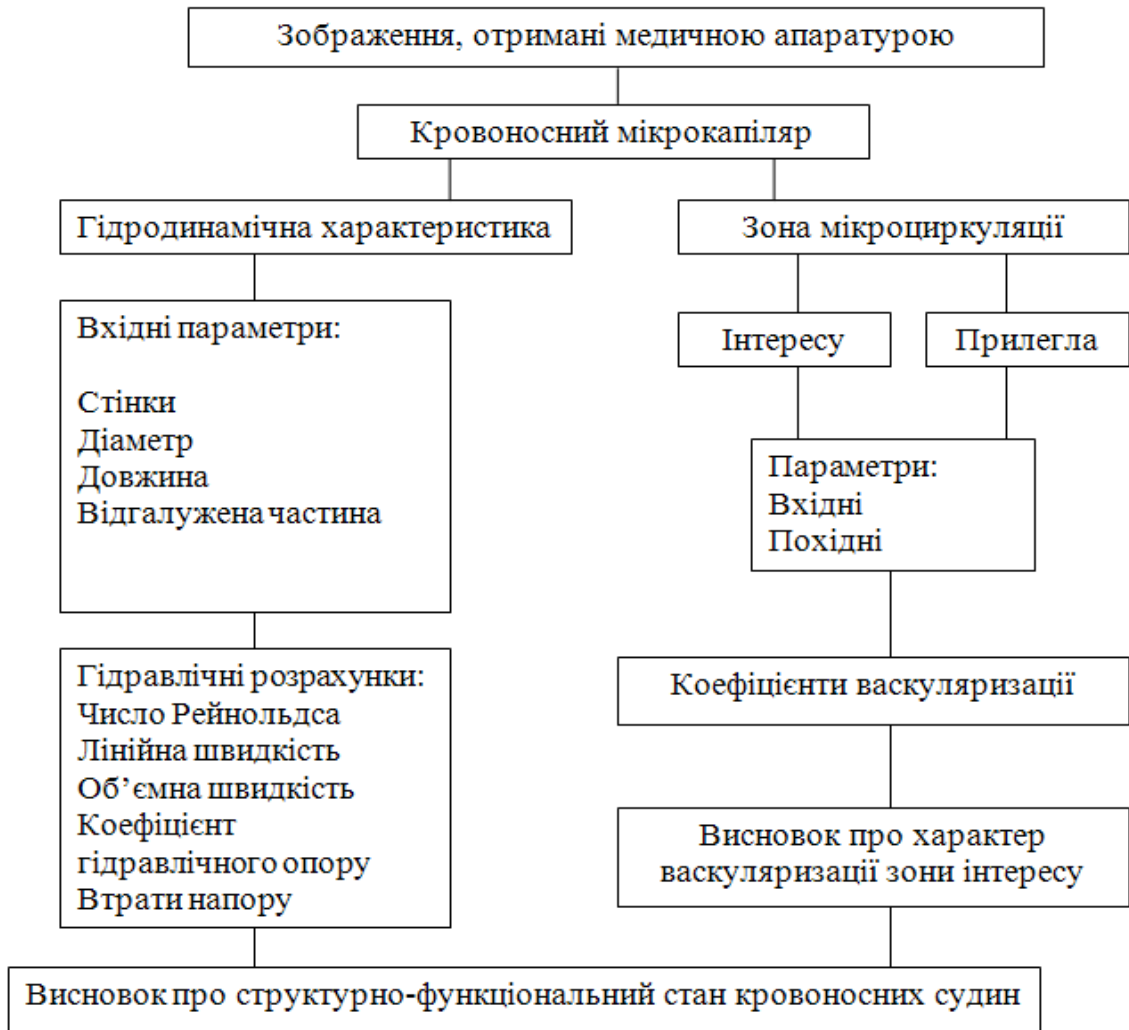 Зображення, отримані медичною апаратурою
Кровоносний мікрокапіляр
Гідродинамічна характеристика
Зона мікроциркуляції
Вхідні параметри:
Стінки
Діаметр
Довжина
Відгалужена частина
Інтересу
Прилегла
Параметри:
Вхідні
Похідні
Гідравлічні розрахунки:
Число Рейнольдса
Лінійна швидкість
Об’ємна швидкість
Коефіцієнт
гідравлічного опору
Втрати напору
Коефіцієнти васкуляризації
Висновок про характер
васкуляризації зони інтересу
Висновок про структурно-функціональний стан кровоносних судин